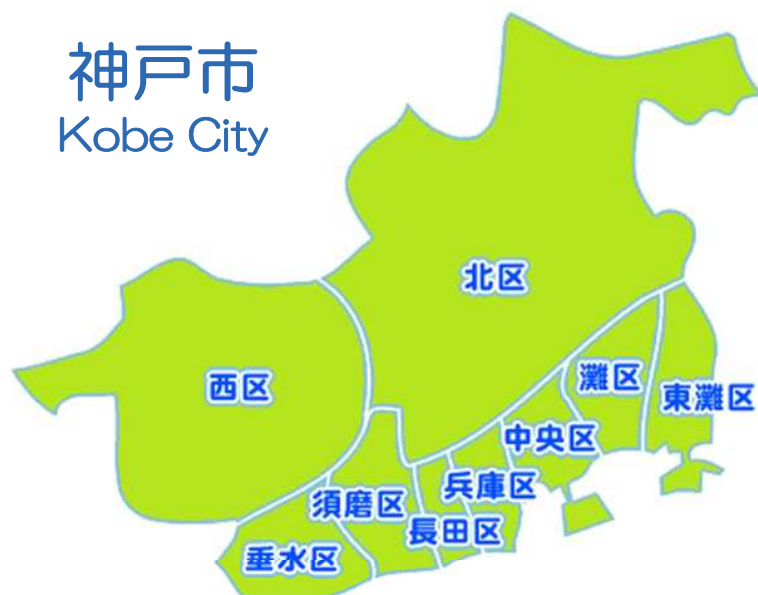 神戸市
Kobe City
北区
西区
灘区
東灘区
中央区
兵庫区
須磨区
長田区
垂水区